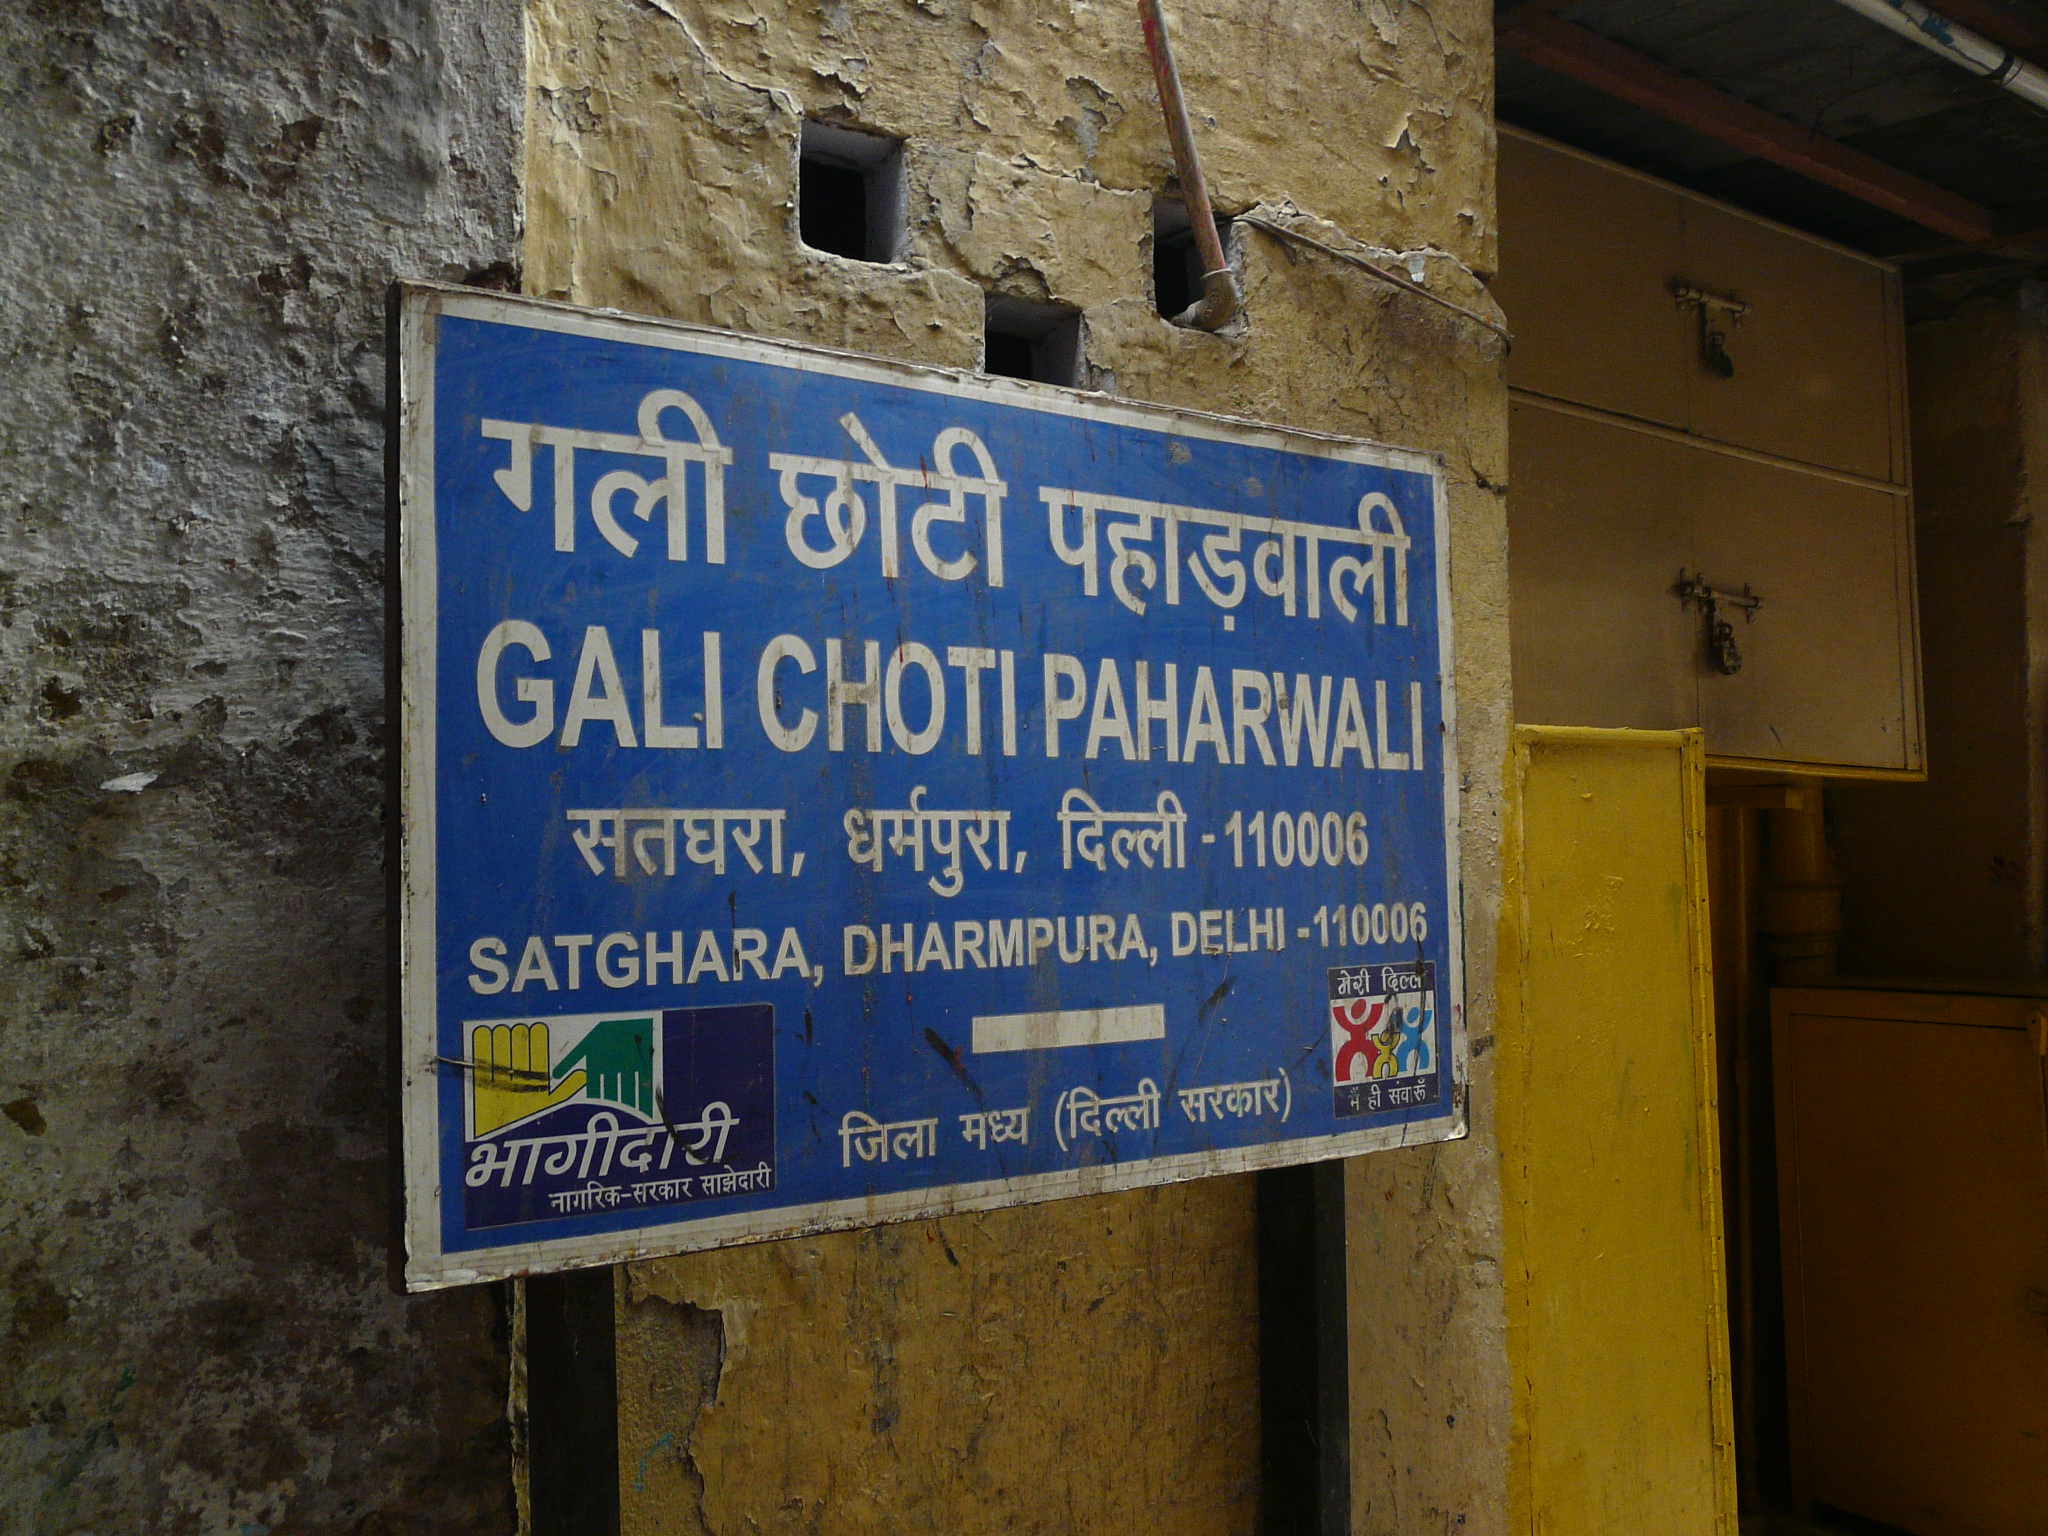 गली छोटी पहाड़वाली
GALI CHOTI PAHARWALI
सतघरा, धर्मपुरा, दिल्ली -110006
SATGHARA, DHARMPURA, DELHI -110006
भागीदारी
नागरिक-सरकार साझेदारी
जिला मध्य (दिल्ली सरकार)
मेरी दिल्ली
मैं ही संवारूँ